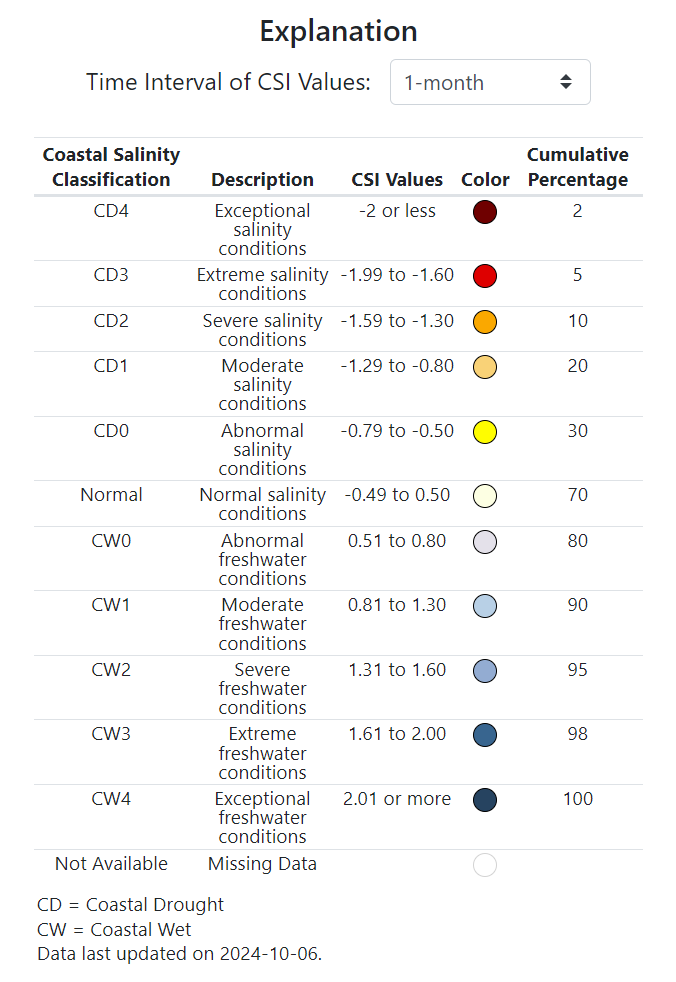 Explanation
Time Interval of CSI Values: 1-month
Coastal Salinity Classification Description CSI Values Color Cumulative Percentage
CD4 Exceptional salinity conditions -2 or less 2
CD3 Extreme salinity conditions -1.99 to -1.60 5
CD2 Severe salinity conditions -1.59 to -1.30 10
CD1 Moderate salinity conditions -1.29 to -0.80 20
CD0 Abnormal salinity conditions -0.79 to -0.50 30
Normal Normal salinity conditions -0.49 to 0.50 70
CW0 Abnormal freshwater conditions 0.51 to 0.80 80
CW1 Moderate freshwater conditions 0.81 to 1.30 90
CW2 Severe freshwater conditions 1.31 to 1.60 95
CW3 Extreme freshwater conditions 1.61 to 2.00 98
CW4 Exceptional freshwater conditions 2.01 or more 100
Not Available Missing Data
CD = Coastal Drought
CW = Coastal Wet
Data last updated on 2024-10-06.